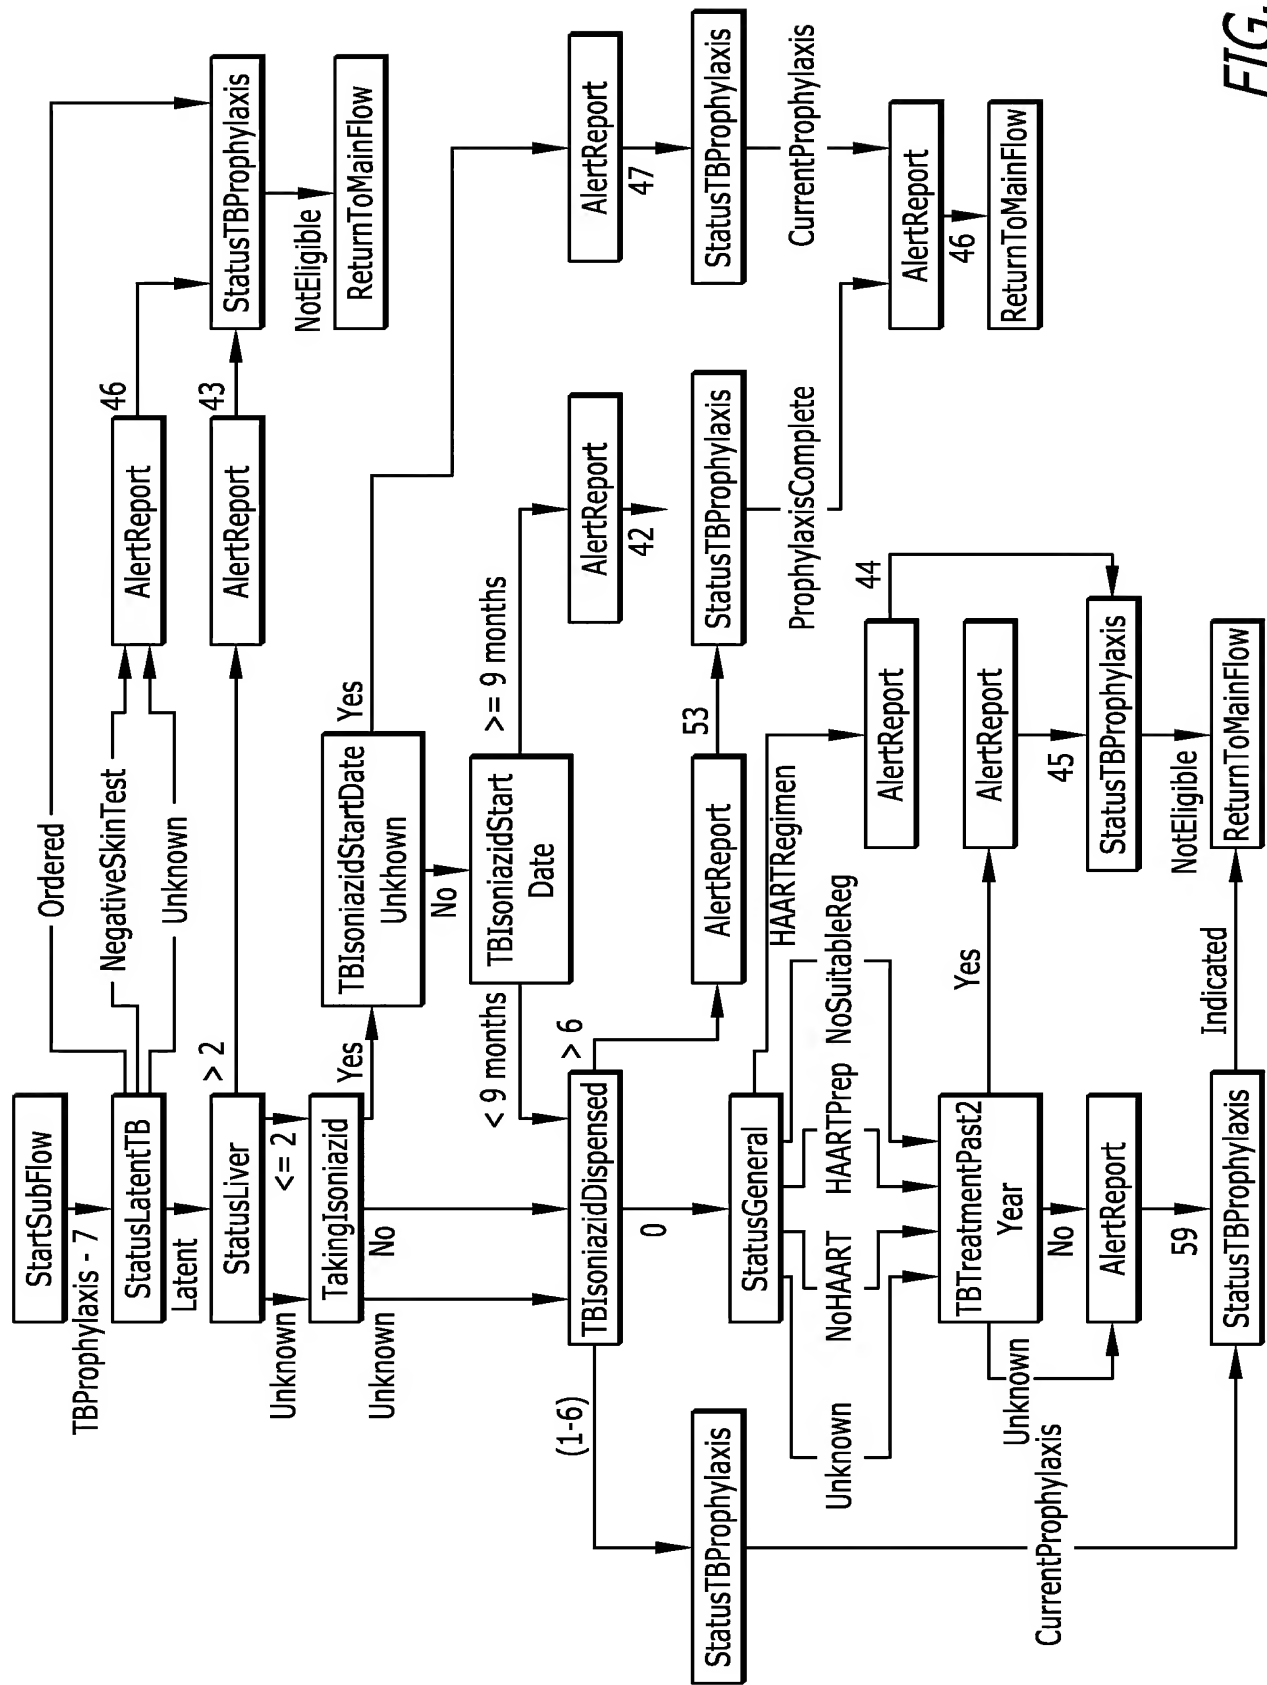 StartSubFlow
TBProphylaxis - 7
StatusLatentTB
Ordered
NegativeSkinTest
Unknown
AlertReport
46
Latent
StatusLiver
> 2
AlertReport
43
StatusTBProphylaxis
NotEligible
ReturnToMainFlow
Unknown
<= 2
TakingIsoniazid
Yes
No
Unknown
TBIsoniazidStartDate
Unkhown
Yes
No
TBIsoniazidStart
Date
>= 9 months
< 9 months
AlertReport
42
AlertReport
47
TBIsoniazidDispensed
> 6
(1-6)
0
AlertReport
53
StatusTBProphylaxis
ProphylaxisComplete
StatusTBProphylaxis
CurrentProphylaxis
AlertReport
46
ReturnToMainFlow
StatusTBProphylaxis
StatusGeneral
HAARTRegimen
Unknown
NoHAART
HAARTPrep
NoSuitableReg
AlertReport
44
TBTreatmentPast2
Year
Yes
AlertReport
45
StatusTBProphylaxis
NotEligible
Unknown
No
AlertReport
59
CurrentProphylaxis
StatusTBProphylaxis
Indicated
ReturnToMainFlow
FIG.